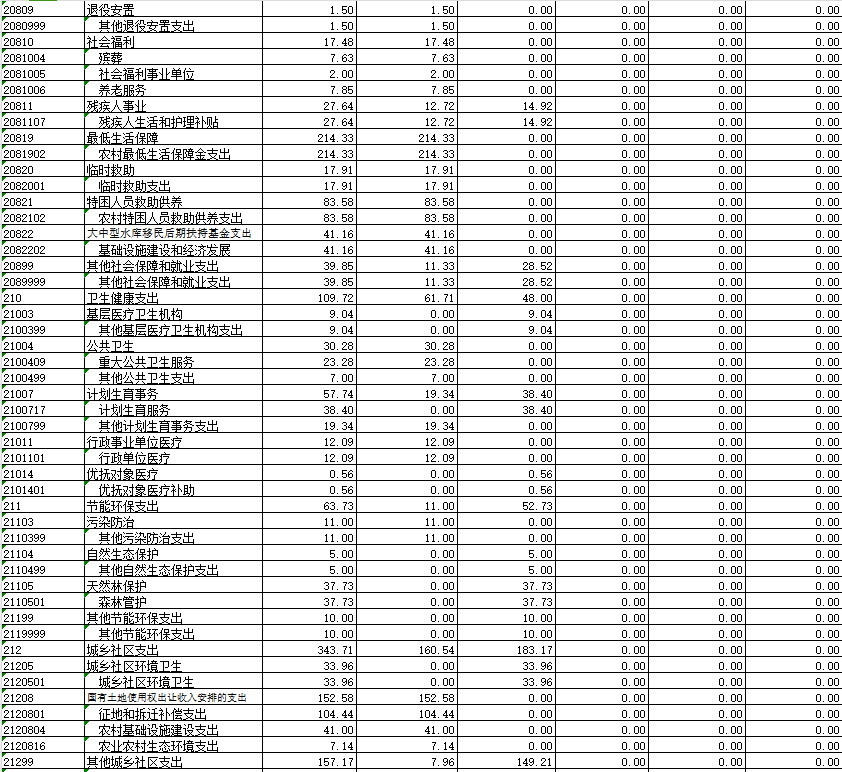 20809 退役安置 1.50 1.50 0.00 0.00 0.00 0.00
2080999 其他退役安置支出 1.50 1.50 0.00 0.00 0.00 0.00
20810 社会福利 17.48 17.48 0.00 0.00 0.00 0.00
2081004 殡葬 7.63 7.63 0.00 0.00 0.00 0.00
2081005 社会福利事业单位 2.00 2.00 0.00 0.00 0.00 0.00
2081006 养老服务 7.85 7.85 0.00 0.00 0.00 0.00
20811 残疾人事业 27.64 12.72 14.92 0.00 0.00 0.00
2081107 残疾人生活和护理补贴 27.64 12.72 14.92 0.00 0.00 0.00
20819 最低生活保障 214.33 214.33 0.00 0.00 0.00 0.00
2081902 农村最低生活保障金支出 214.33 214.33 0.00 0.00 0.00 0.00
20820 临时救助 17.91 17.91 0.00 0.00 0.00 0.00
2082001 临时救助支出 17.91 17.91 0.00 0.00 0.00 0.00
20821 特困人员救助供养 83.58 83.58 0.00 0.00 0.00 0.00
2082102 农村特困人员救助供养支出 83.58 83.58 0.00 0.00 0.00 0.00
20822 大中型水库移民后期扶持基金支出 41.16 41.16 0.00 0.00 0.00 0.00
2082202 基础设施建设和经济发展 41.16 41.16 0.00 0.00 0.00 0.00
20899 其他社会保障和就业支出 39.85 11.33 28.52 0.00 0.00 0.00
2089999 其他社会保障和就业支出 39.85 11.33 28.52 0.00 0.00 0.00
210 卫生健康支出 109.72 61.71 48.00 0.00 0.00 0.00
21003 基层医疗卫生机构 9.04 0.00 9.04 0.00 0.00 0.00
2100399 其他基层医疗卫生机构支出 9.04 0.00 9.04 0.00 0.00 0.00
21004 公共卫生 30.28 30.28 0.00 0.00 0.00 0.00
2100409 重大公共卫生服务 23.28 23.28 0.00 0.00 0.00 0.00
2100499 其他公共卫生支出 7.00 7.00 0.00 0.00 0.00 0.00
21007 计划生育事务 57.74 19.34 38.40 0.00 0.00 0.00
2100717 计划生育服务 38.40 0.00 38.40 0.00 0.00 0.00
2100799 其他计划生育事务支出 19.34 19.34 0.00 0.00 0.00 0.00
21011 行政事业单位医疗 12.09 12.09 0.00 0.00 0.00 0.00
2101101 行政单位医疗 12.09 12.09 0.00 0.00 0.00 0.00
21014 优抚对象医疗 0.56 0.00 0.56 0.00 0.00 0.00
2101401 优抚对象医疗补助 0.56 0.00 0.56 0.00 0.00 0.00
211 节能环保支出 63.73 11.00 52.73 0.00 0.00 0.00
21103 污染防治 11.00 11.00 0.00 0.00 0.00 0.00
2110399 其他污染防治支出 11.00 11.00 0.00 0.00 0.00 0.00
21104 自然生态保护 5.00 0.00 5.00 0.00 0.00 0.00
2110499 其他自然生态保护支出 5.00 0.00 5.00 0.00 0.00 0.00
21105 天然林保护 37.73 0.00 37.73 0.00 0.00 0.00
2110501 森林管护 37.73 0.00 37.73 0.00 0.00 0.00
21199 其他节能环保支出 10.00 0.00 10.00 0.00 0.00 0.00
2119999 其他节能环保支出 10.00 0.00 10.00 0.00 0.00 0.00
212 城乡社区支出 343.71 160.54 183.17 0.00 0.00 0.00
21205 城乡社区环境卫生 33.96 0.00 33.96 0.00 0.00 0.00
2120501 城乡社区环境卫生 33.96 0.00 33.96 0.00 0.00 0.00
21208 国有土地使用权出让收入安排的支出 152.58 152.58 0.00 0.00 0.00 0.00
2120801 征地和拆迁补偿支出 104.44 104.44 0.00 0.00 0.00 0.00
2120804 农村基础设施建设支出 41.00 41.00 0.00 0.00 0.00 0.00
2120816 农业农村生态环境支出 7.14 7.14 0.00 0.00 0.00 0.00
21299 其他城乡社区支出 157.17 7.96 149.21 0.00 0.00 0.00